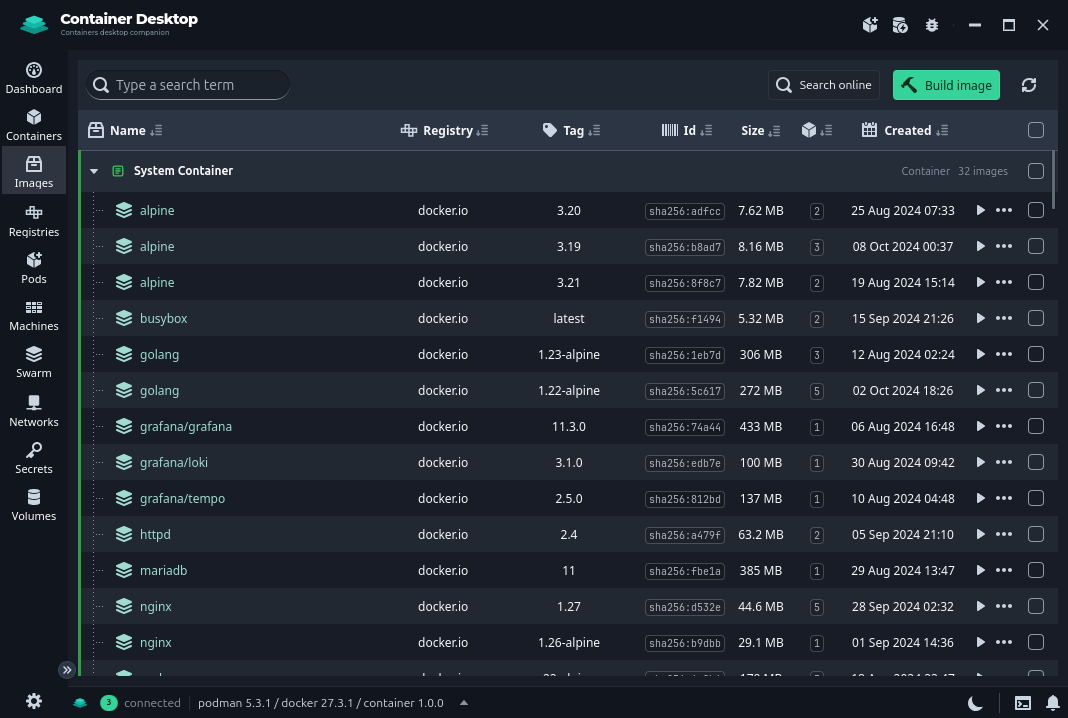 Container Desktop
Containers desktop companion
Dashboard
Containers
Images
Registries
Pods
Machines
Swarm
Networks
Secrets
Volumes
Type a search term
Search online
Build image
Name Registry Tag Id Size Created
System Container Container 32 images
alpine docker.io 3.20 sha256:adfcc 7.62 MB 2 25 Aug 2024 07:33
alpine docker.io 3.19 sha256:b8ad7 8.16 MB 3 08 Oct 2024 00:37
alpine docker.io 3.21 sha256:8f8c7 7.82 MB 2 19 Aug 2024 15:14
busybox docker.io latest sha256:f1494 5.32 MB 2 15 Sep 2024 21:26
golang docker.io 1.23-alpine sha256:1eb7d 306 MB 3 12 Aug 2024 02:24
golang docker.io 1.22-alpine sha256:5c617 272 MB 5 02 Oct 2024 18:26
grafana/grafana docker.io 11.3.0 sha256:74a44 433 MB 1 06 Aug 2024 16:48
grafana/loki docker.io 3.1.0 sha256:edb7e 100 MB 1 30 Aug 2024 09:42
grafana/tempo docker.io 2.5.0 sha256:812bd 137 MB 1 10 Aug 2024 04:48
httpd docker.io 2.4 sha256:a479f 63.2 MB 2 05 Sep 2024 21:10
mariadb docker.io 11 sha256:fbe1a 385 MB 1 29 Aug 2024 13:47
nginx docker.io 1.27 sha256:d532e 44.6 MB 5 28 Sep 2024 02:32
nginx docker.io 1.26-alpine sha256:b9dbb 29.1 MB 1 01 Sep 2024 14:36
3 connected podman 5.3.1 / docker 27.3.1 / container 1.0.0